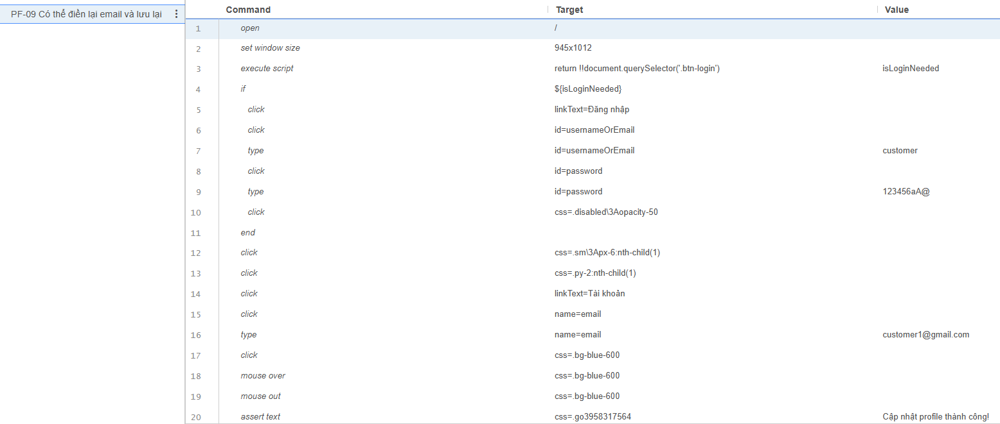 PF-09 Có thể điền lại email và lưu lại
Command Target Value
1 open /
2 set window size 945x1012
3 execute script return !!document.querySelector('.btn-login') isLoginNeeded
4 if ${isLoginNeeded}
5 click linkText=Đăng nhập
6 click id=usernameOrEmail
7 type id=usernameOrEmail customer
8 click id=password
9 type id=password 123456aA@
10 click css=.disabled\3Aopacity-50
11 end
12 click css=.sm\3Apx-6:nth-child(1)
13 click css=.py-2:nth-child(1)
14 click linkText=Tài khoản
15 click name=email
16 type name=email customer1@gmail.com
17 click css=.bg-blue-600
18 mouse over css=.bg-blue-600
19 mouse out css=.bg-blue-600
20 assert text css=.go3958317564 Cập nhật profile thành công!